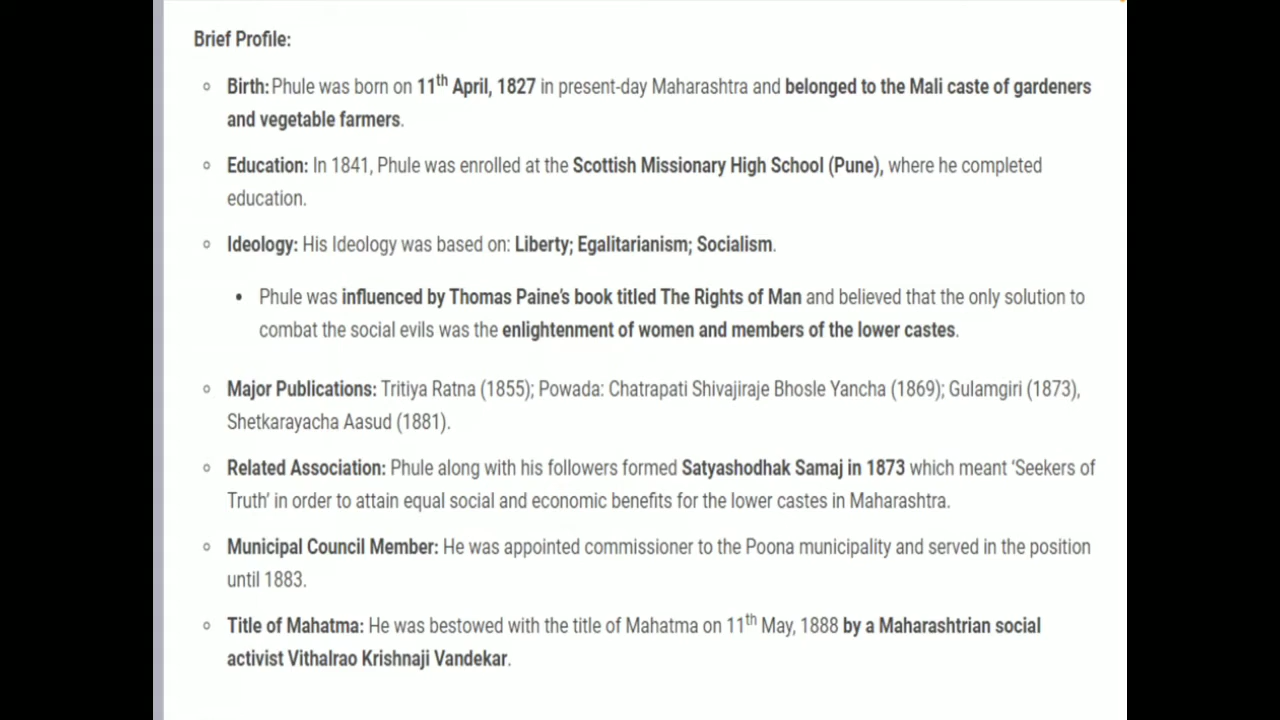 Brief Profile:
Birth: Phule was born on 11th April, 1827 in present-day Maharashtra and belonged to the Mali caste of gardeners
and vegetable farmers.
Education: In 1841, Phule was enrolled at the Scottish Missionary High School (Pune), where he completed
education.
Ideology: His Ideology was based on: Liberty; Egalitarianism; Socialism.
Phule was influenced by Thomas Paine's book titled The Rights of Man and believed that the only solution to
combat the social evils was the enlightenment of women and members of the lower castes.
Major Publications: Tritiya Ratna (1855); Powada: Chatrapati Shivajiraje Bhosle Yancha (1869); Gulamgiri (1873),
Shetkarayacha Aasud (1881).
Related Association: Phule along with his followers formed Satyashodhak Samaj in 1873 which meant ‘Seekers of
Truth’ in order to attain equal social and economic benefits for the lower castes in Maharashtra.
Municipal Council Member: He was appointed commissioner to the Poona municipality and served in the position
until 1883.
Title of Mahatma: He was bestowed with the title of Mahatma on 11th May, 1888 by a Maharashtrian social
activist Vithalrao Krishnaji Vandekar.